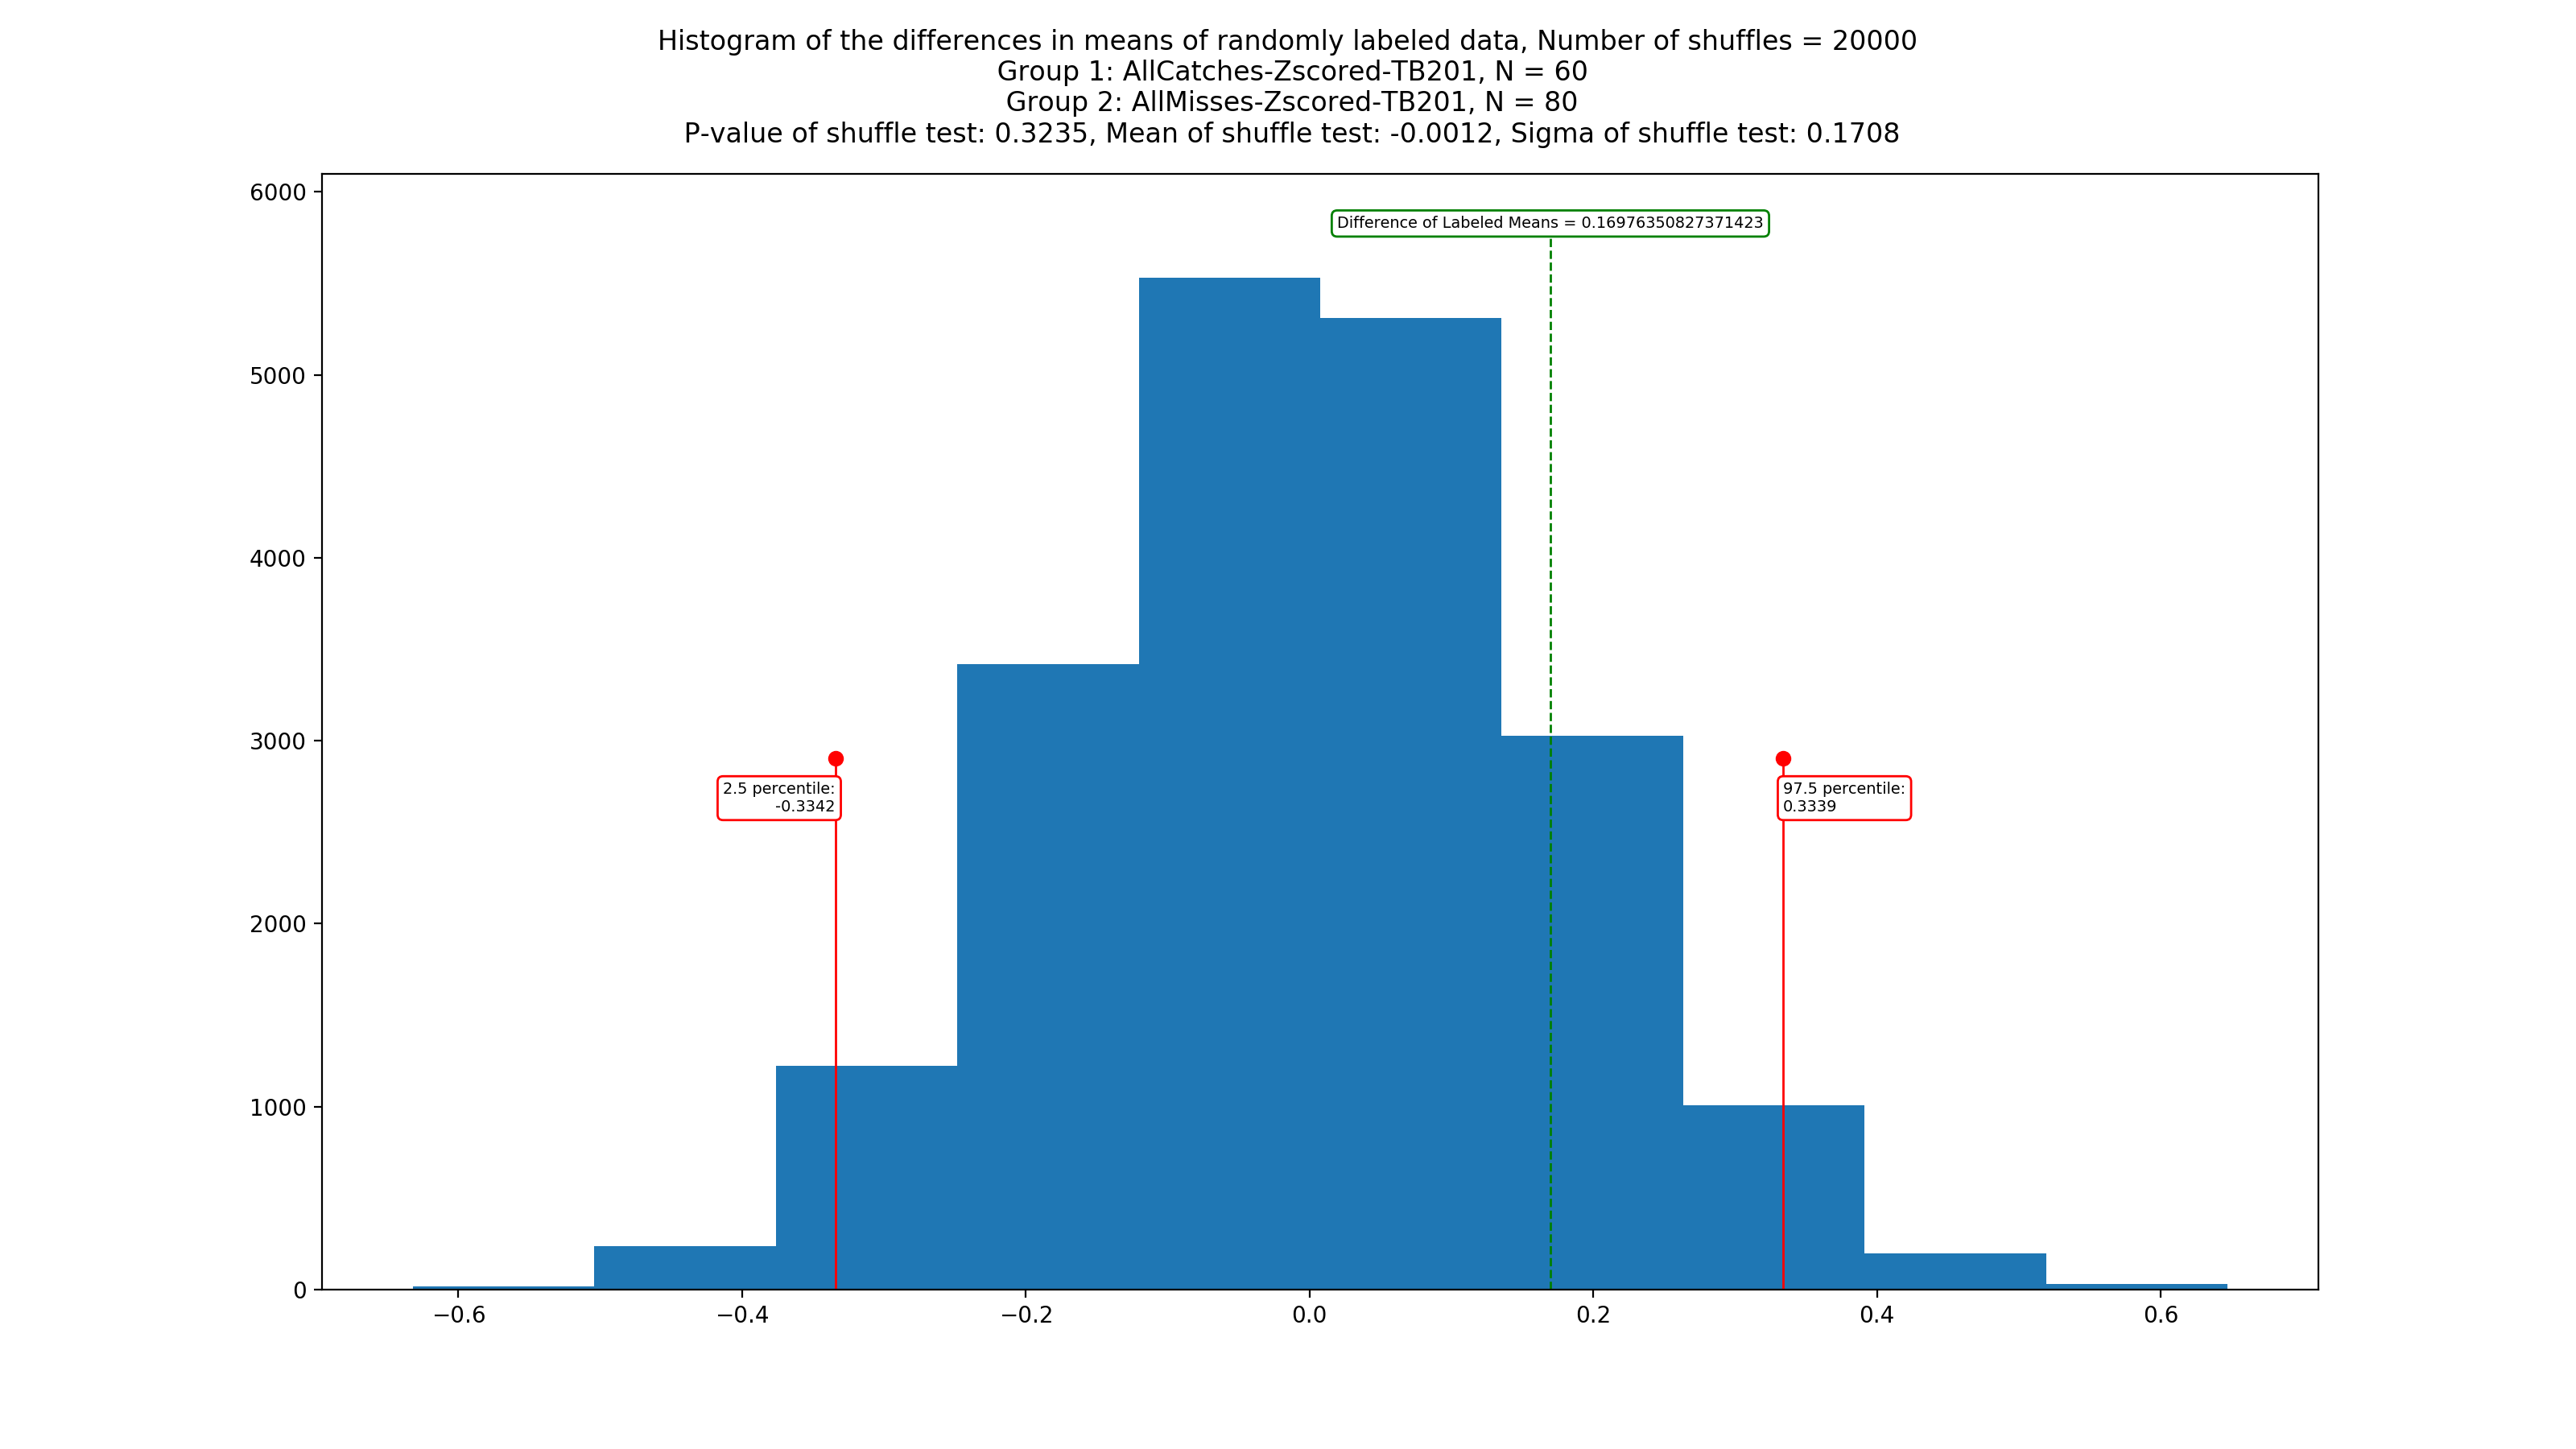 Histogram of the differences in means of randomly labeled data, Number of shuffles = 20000
Group 1: AllCatches-Zscored-TB201, N = 60
Group 2: AllMisses-Zscored-TB201, N = 80
P-value of shuffle test: 0.3235, Mean of shuffle test: -0.0012, Sigma of shuffle test: 0.1708
6000
Difference of Labeled Means = 0.16976350827371423
5000
4000
3000
2.5 percentile:
-0.3342
97.5 percentile:
0.3339
2000
1000
0
−0.6
−0.4
−0.2
0.0
0.2
0.4
0.6